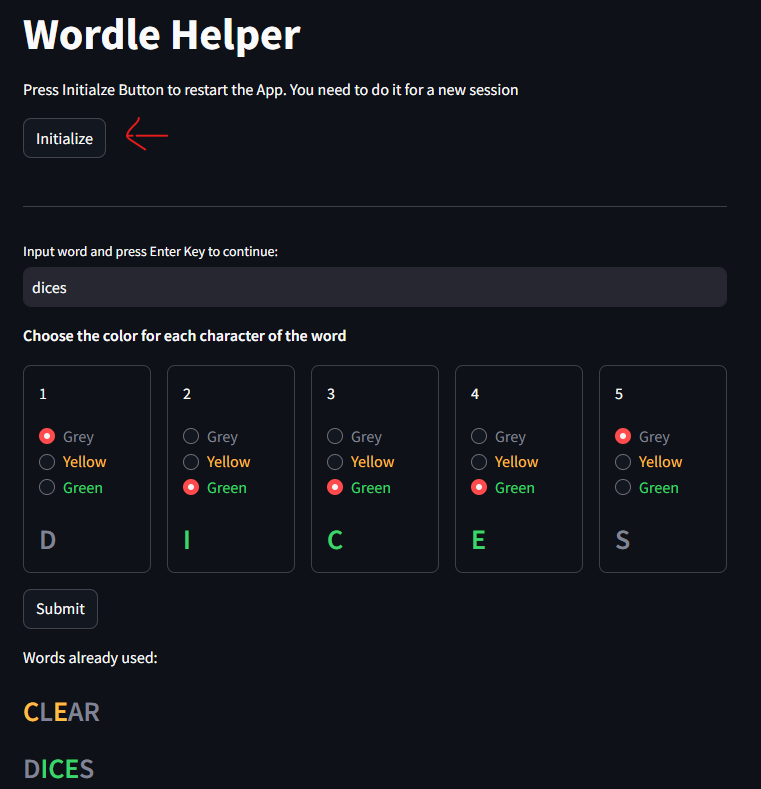 Wordle Helper
Press Initialze Button to restart the App. You need to do it for a new session
Initialize
Input word and press Enter Key to continue:
dices
Choose the color for each character of the word
1 2 3 4 5
Grey Grey Grey Grey Grey
Yellow Yellow Yellow Yellow Yellow
Green Green Green Green Green
D I C E S
Submit
Words already used:
CLEAR
DICES